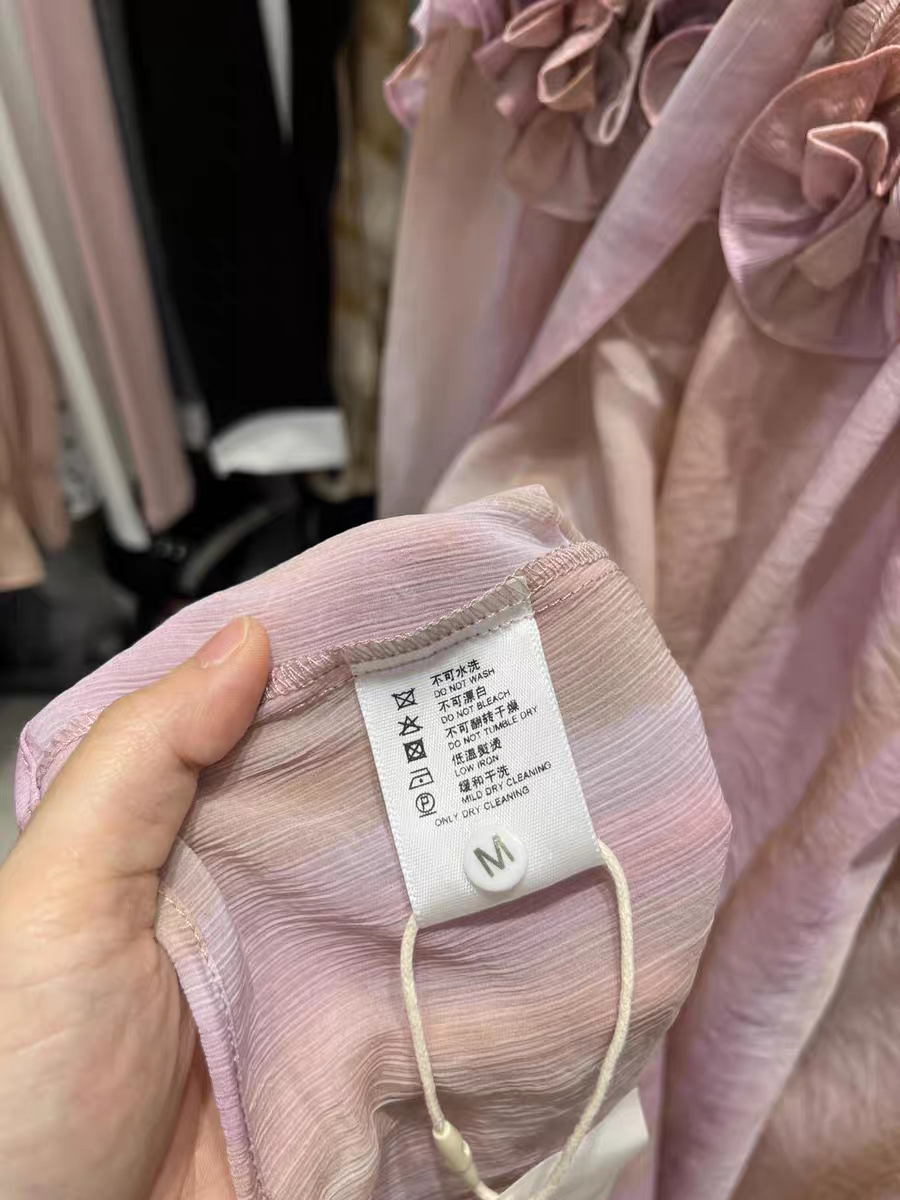 不可水洗
DO NOT WASH
不可漂白
DO NOT BLEACH
不可翻转干燥
DO NOT TUMBLE DRY
低温熨烫
LOW IRON
P
缓和干洗
MILD DRY CLEANING
ONLY DRY CLEANING
M